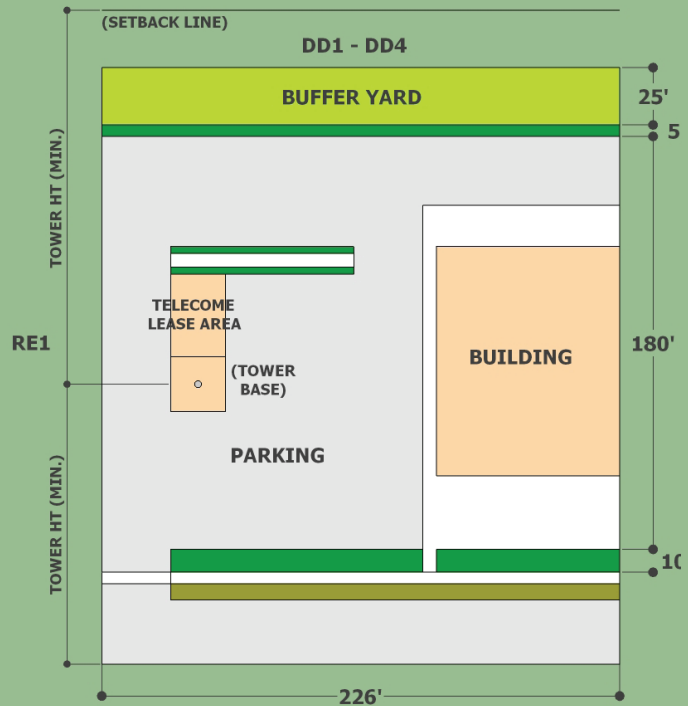 (SETBACK LINE)
DD1 - DD4
BUFFER YARD
25'
5
TOWER HT (MIN.)
TELECOME
LEASE AREA
RE1
(TOWER
BASE)
BUILDING
180'
PARKING
TOWER HT (MIN.)
10
226'